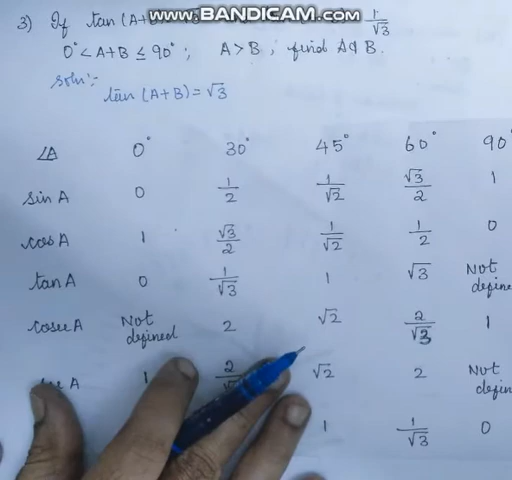 WWW.BANDICAM.COM
3) If tan (A+B) 1/√3
0° < A+B ≤ 90° ; A > B ; find A & B.
Soln:-
tan (A+B) = √3
∠A 0° 30° 45° 60° 90°
sin A 0 1/2 1/√2 √3/2 1
cos A 1 √3/2 1/√2 1/2 0
tan A 0 1/√3 1 √3 Not define
cosec A Not defined 2 √2 2/√3 1
A 1 2/√ √2 2 Not defin
1 1/√3 0